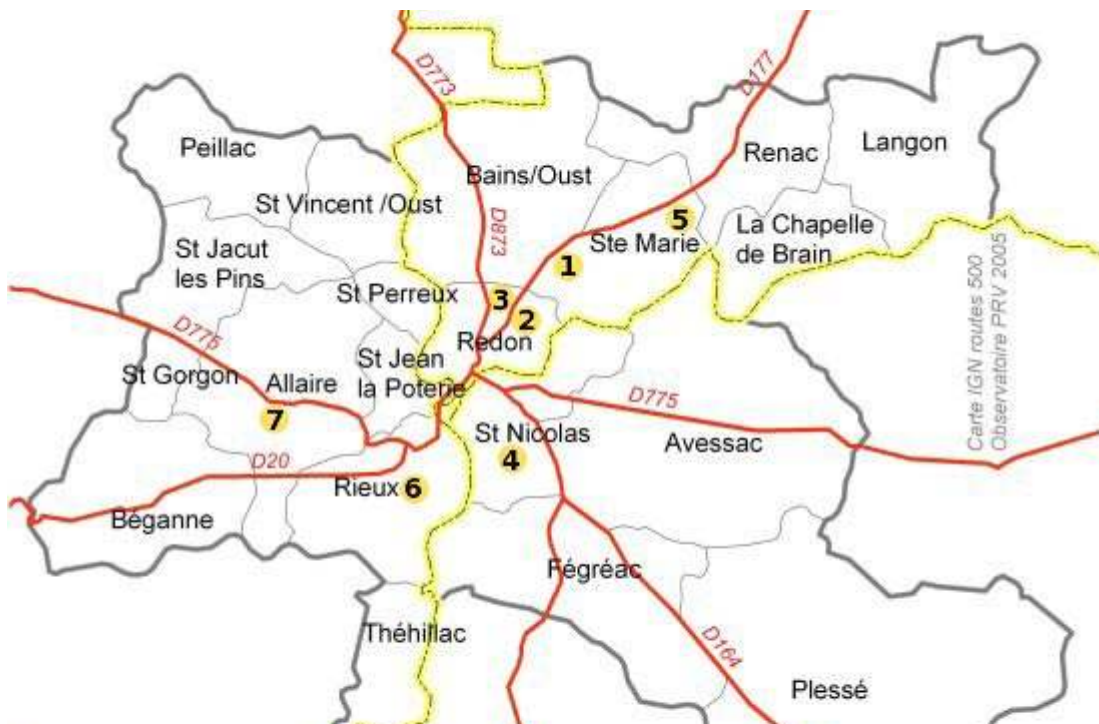 D773
D177
Peillac
Bains/Oust
Renac
Langon
St Vincent /Oust
D873
5
Ste Marie
La Chapelle
de Brain
St Jacut
les Pins
1
St Perreux
3
2
Redon
Carte IGN routes 500
Observatoire PRV 2005
D775
St Gorgon
Allaire
St Jean
la Poterie
7
D775
St Nicolas
Avessac
4
D20
Rieux
6
Béganne
Fégréac
Théhillac
D164
Plessé